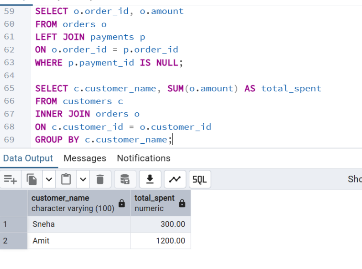 59 SELECT o.order_id, o.amount
60 FROM orders o
61 LEFT JOIN payments p
62 ON o.order_id = p.order_id
63 WHERE p.payment_id IS NULL;
64
65 SELECT c.customer_name, SUM(o.amount) AS total_spent
66 FROM customers c
67 INNER JOIN orders o
68 ON c.customer_id = o.customer_id
69 GROUP BY c.customer_name;
Data Output Messages Notifications
SQL Sho
customer_name total_spent
character varying (100) numeric
1 Sneha 300.00
2 Amit 1200.00